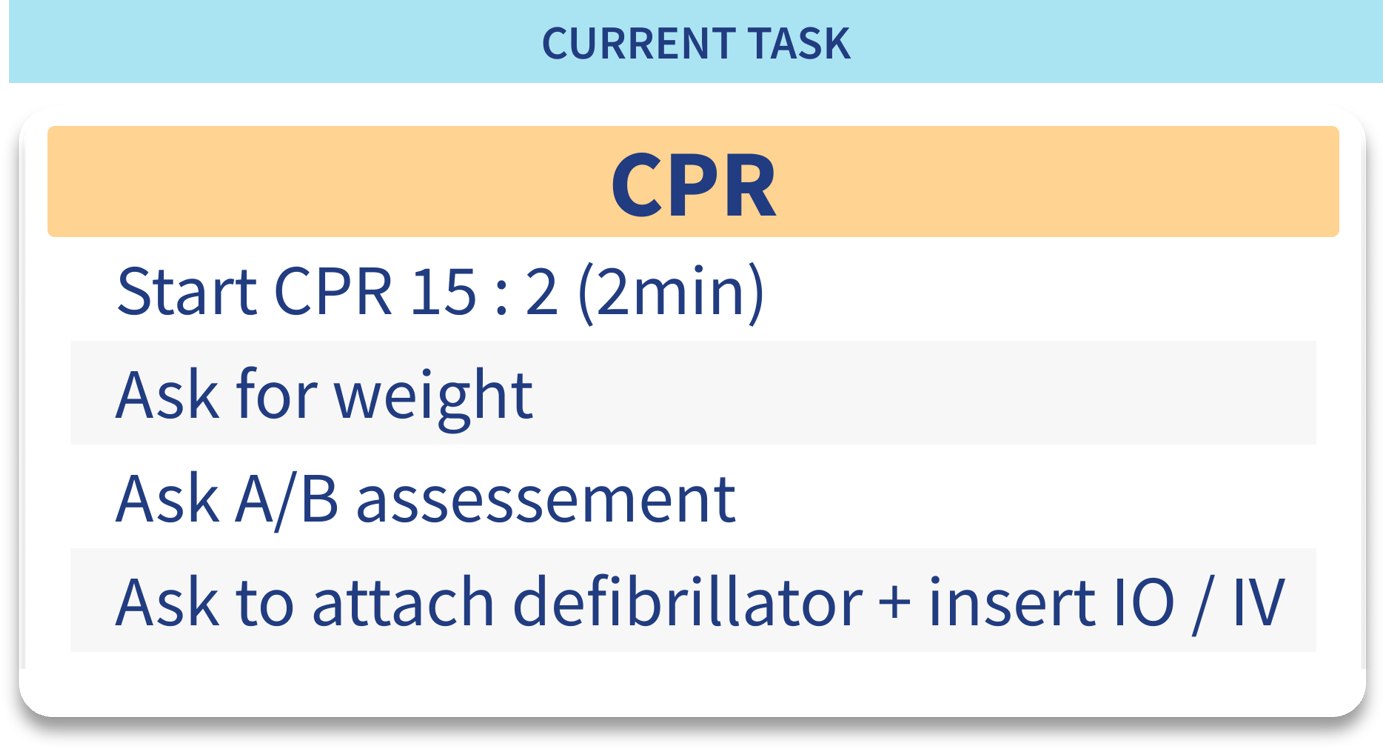 CURRENT TASK
CPR
Start CPR 15 : 2 (2min)
Ask for weight
Ask A/B assessement
Ask to attach defibrillator + insert IO / IV